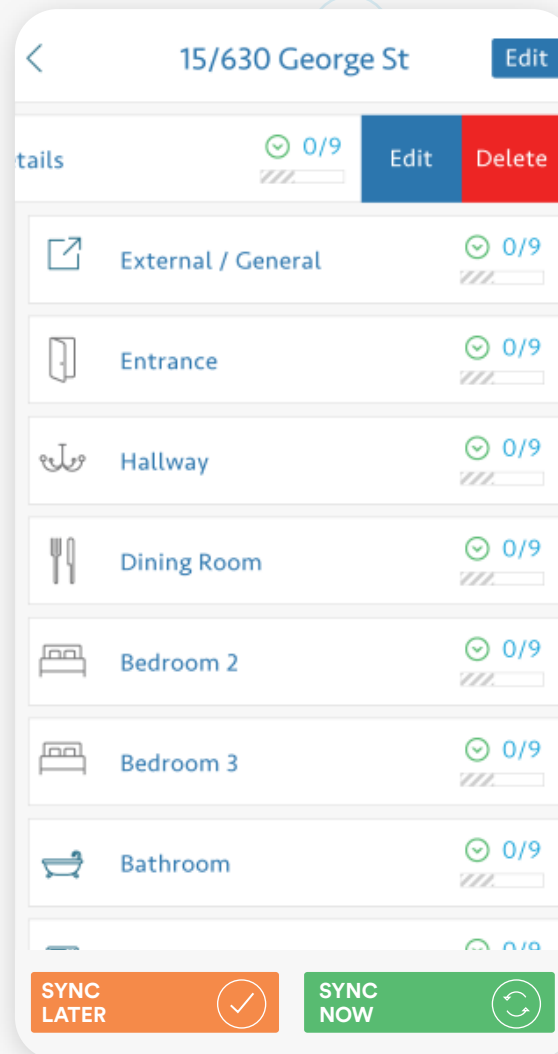 15/630 George St
Edit
tails
0/9
Edit
Delete
External / General
0/9
Entrance
0/9
Hallway
0/9
Dining Room
0/9
Bedroom 2
0/9
Bedroom 3
0/9
Bathroom
0/9
0/9
SYNC
LATER
SYNC
NOW